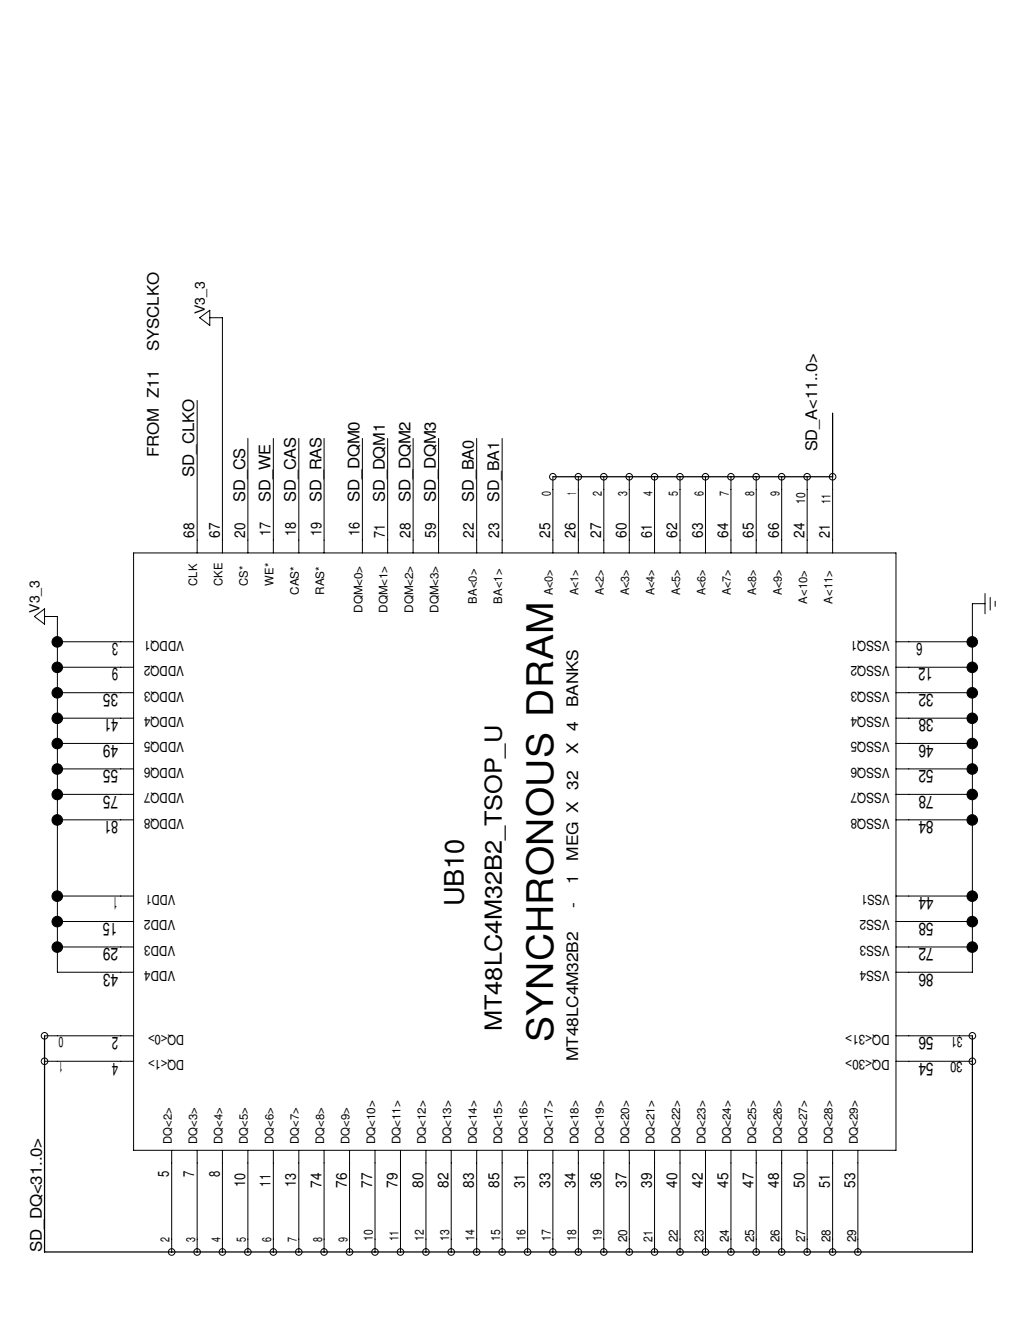 FROM Z11 SYSCLKO
V3_3
SD_CLKO 68 CLK
67 CKE
SD_CS 20 CS*
SD_WE 17 WE*
SD_CAS 18 CAS*
SD_RAS 19 RAS*
SD_DQM0 16 DQM<0>
SD_DQM1 71 DQM<1>
SD_DQM2 28 DQM<2>
SD_DQM3 59 DQM<3>
SD_BA0 22 BA<0>
SD_BA1 23 BA<1>
SD_A<11..0>
0 25 A<0>
1 26 A<1>
2 27 A<2>
3 60 A<3>
4 61 A<4>
5 62 A<5>
6 63 A<6>
7 64 A<7>
8 65 A<8>
9 66 A<9>
10 24 A<10>
11 21 A<11>
V3_3
3 VDDQ1
9 VDDQ2
35 VDDQ3
41 VDDQ4
49 VDDQ5
55 VDDQ6
75 VDDQ7
81 VDDQ8
1 VDD1
15 VDD2
29 VDD3
43 VDD4
UB10
MT48LC4M32B2_TSOP_U
SYNCHRONOUS DRAM
MT48LC4M32B2 - 1 MEG X 32 X 4 BANKS
VSSQ1 6
VSSQ2 12
VSSQ3 32
VSSQ4 38
VSSQ5 46
VSSQ6 52
VSSQ7 78
VSSQ8 84
VSS1 44
VSS2 58
VSS3 72
VSS4 86
SD_DQ<31..0>
0 2 DQ<0>
1 4 DQ<1>
DQ<31> 56 31
DQ<30> 54 30
2 5 DQ<2>
3 7 DQ<3>
4 8 DQ<4>
5 10 DQ<5>
6 11 DQ<6>
7 13 DQ<7>
8 74 DQ<8>
9 76 DQ<9>
10 77 DQ<10>
11 79 DQ<11>
12 80 DQ<12>
13 82 DQ<13>
14 83 DQ<14>
15 85 DQ<15>
16 31 DQ<16>
17 33 DQ<17>
18 34 DQ<18>
19 36 DQ<19>
20 37 DQ<20>
21 39 DQ<21>
22 40 DQ<22>
23 42 DQ<23>
24 45 DQ<24>
25 47 DQ<25>
26 48 DQ<26>
27 50 DQ<27>
28 51 DQ<28>
29 53 DQ<29>